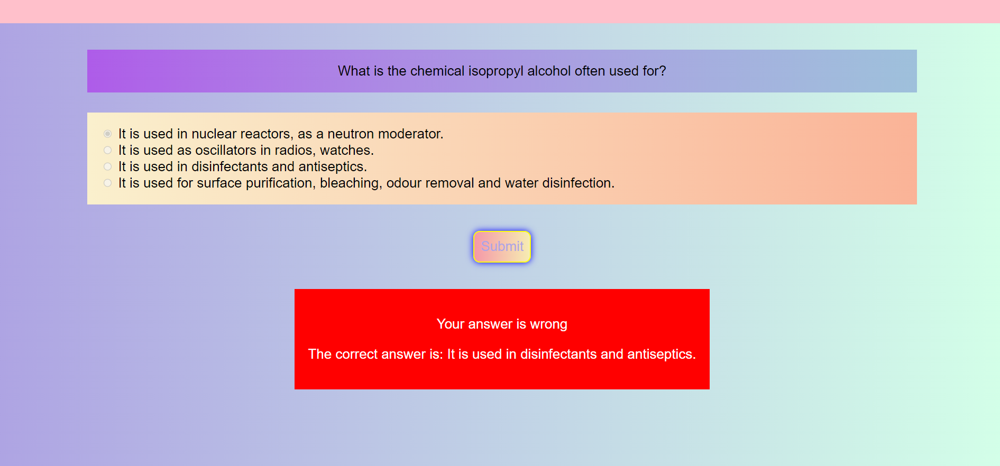 What is the chemical isopropyl alcohol often used for?
It is used in nuclear reactors, as a neutron moderator.
It is used as oscillators in radios, watches.
It is used in disinfectants and antiseptics.
It is used for surface purification, bleaching, odour removal and water disinfection.
Submit
Your answer is wrong
The correct answer is: It is used in disinfectants and antiseptics.